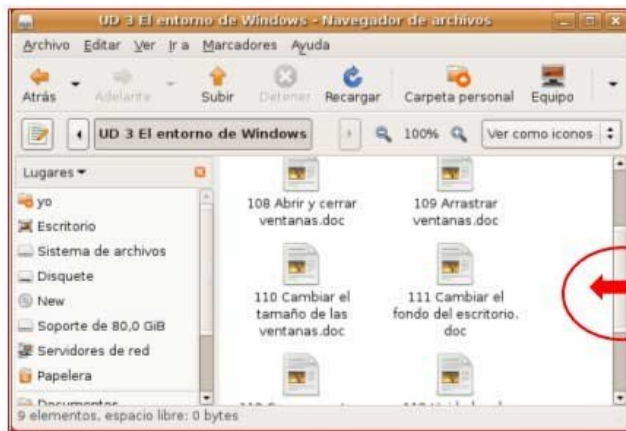 UD 3 El entorno de Windows - Navegador de archivos
Archivo Editar Ver Ir a Marcadores Ayuda
Atrás Adelante Subir Detener Recargar Carpeta personal Equipo
UD 3 El entorno de Windows 100% Ver como iconos
Lugares
yo
Escritorio
Sistema de archivos
Disquete
New
Soporte de 80,0 GiB
Servidores de red
Papelera
Documentos
108 Abrir y cerrar
ventanas.doc
109 Arrastrar
ventanas.doc
110 Cambiar el
tamaño de las
ventanas.doc
111 Cambiar el
fondo del escritorio.
doc
9 elementos, espacio libre: 0 bytes